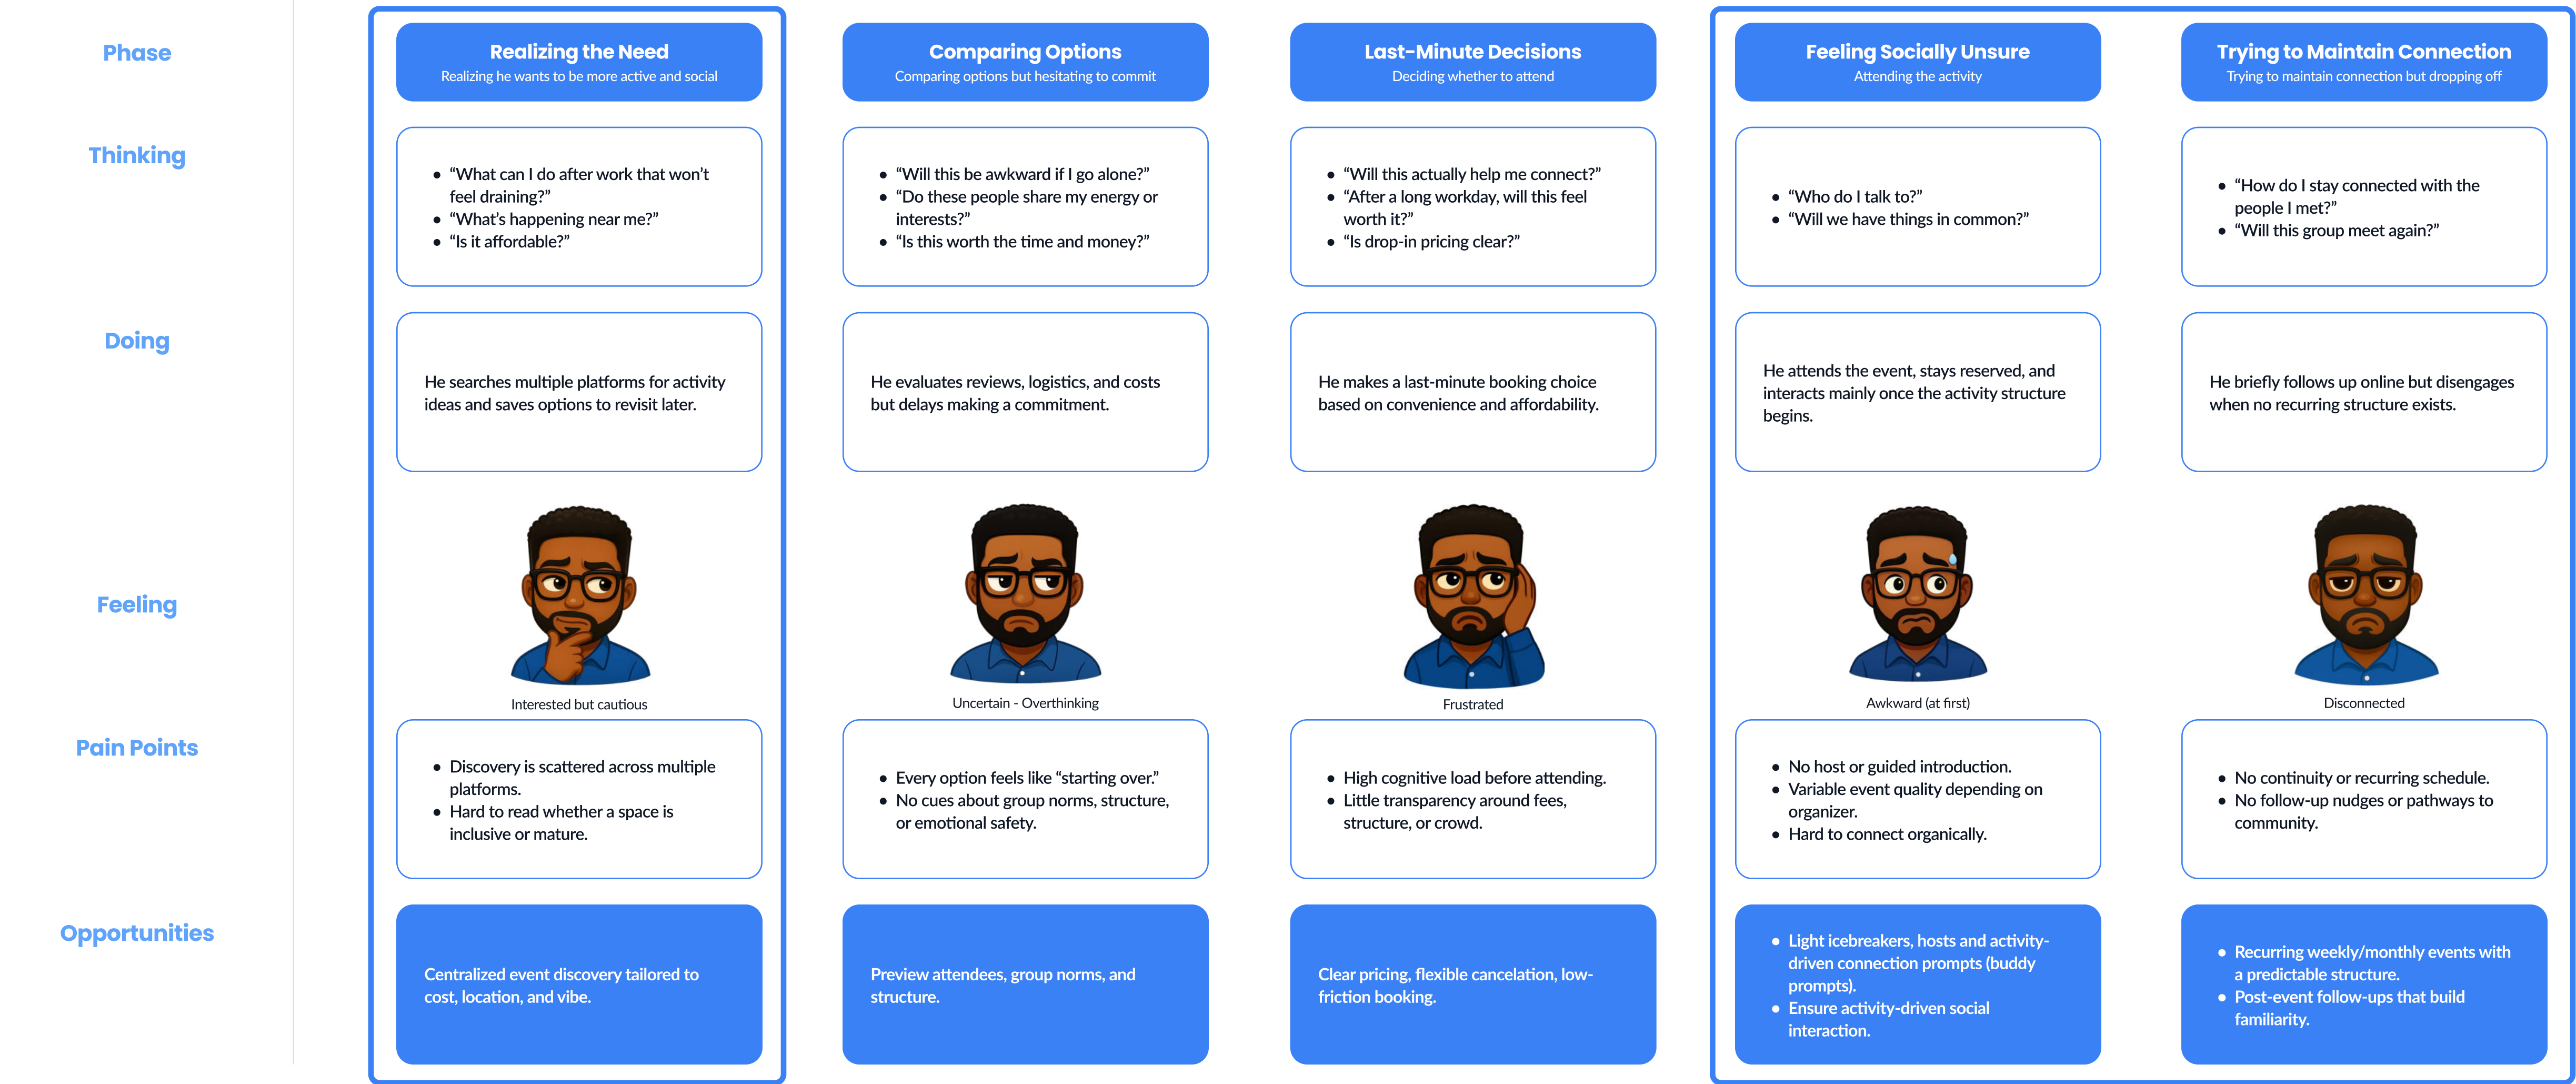 Phase
Realizing the Need
Realizing he wants to be more active and social
Comparing Options
Comparing options but hesitating to commit
Last-Minute Decisions
Deciding whether to attend
Feeling Socially Unsure
Attending the activity
Trying to Maintain Connection
Trying to maintain connection but dropping off
Thinking
• “What can I do after work that won’t
feel draining?”
• “What’s happening near me?”
• “Is it affordable?”
• “Will this be awkward if I go alone?”
• “Do these people share my energy or
interests?”
• “Is this worth the time and money?”
• “Will this actually help me connect?”
• “After a long workday, will this feel
worth it?”
• “Is drop-in pricing clear?”
• “Who do I talk to?”
• “Will we have things in common?”
• “How do I stay connected with the
people I met?”
• “Will this group meet again?”
Doing
He searches multiple platforms for activity
ideas and saves options to revisit later.
He evaluates reviews, logistics, and costs
but delays making a commitment.
He makes a last-minute booking choice
based on convenience and affordability.
He attends the event, stays reserved, and
interacts mainly once the activity structure
begins.
He briefly follows up online but disengages
when no recurring structure exists.
Feeling
Interested but cautious
Uncertain - Overthinking
Frustrated
Awkward (at first)
Disconnected
Pain Points
• Discovery is scattered across multiple
platforms.
• Hard to read whether a space is
inclusive or mature.
• Every option feels like “starting over.”
• No cues about group norms, structure,
or emotional safety.
• High cognitive load before attending.
• Little transparency around fees,
structure, or crowd.
• No host or guided introduction.
• Variable event quality depending on
organizer.
• Hard to connect organically.
• No continuity or recurring schedule.
• No follow-up nudges or pathways to
community.
Opportunities
Centralized event discovery tailored to
cost, location, and vibe.
Preview attendees, group norms, and
structure.
Clear pricing, flexible cancelation, low-
friction booking.
• Light icebreakers, hosts and activity-
driven connection prompts (buddy
prompts).
• Ensure activity-driven social
interaction.
• Recurring weekly/monthly events with
a predictable structure.
• Post-event follow-ups that build
familiarity.